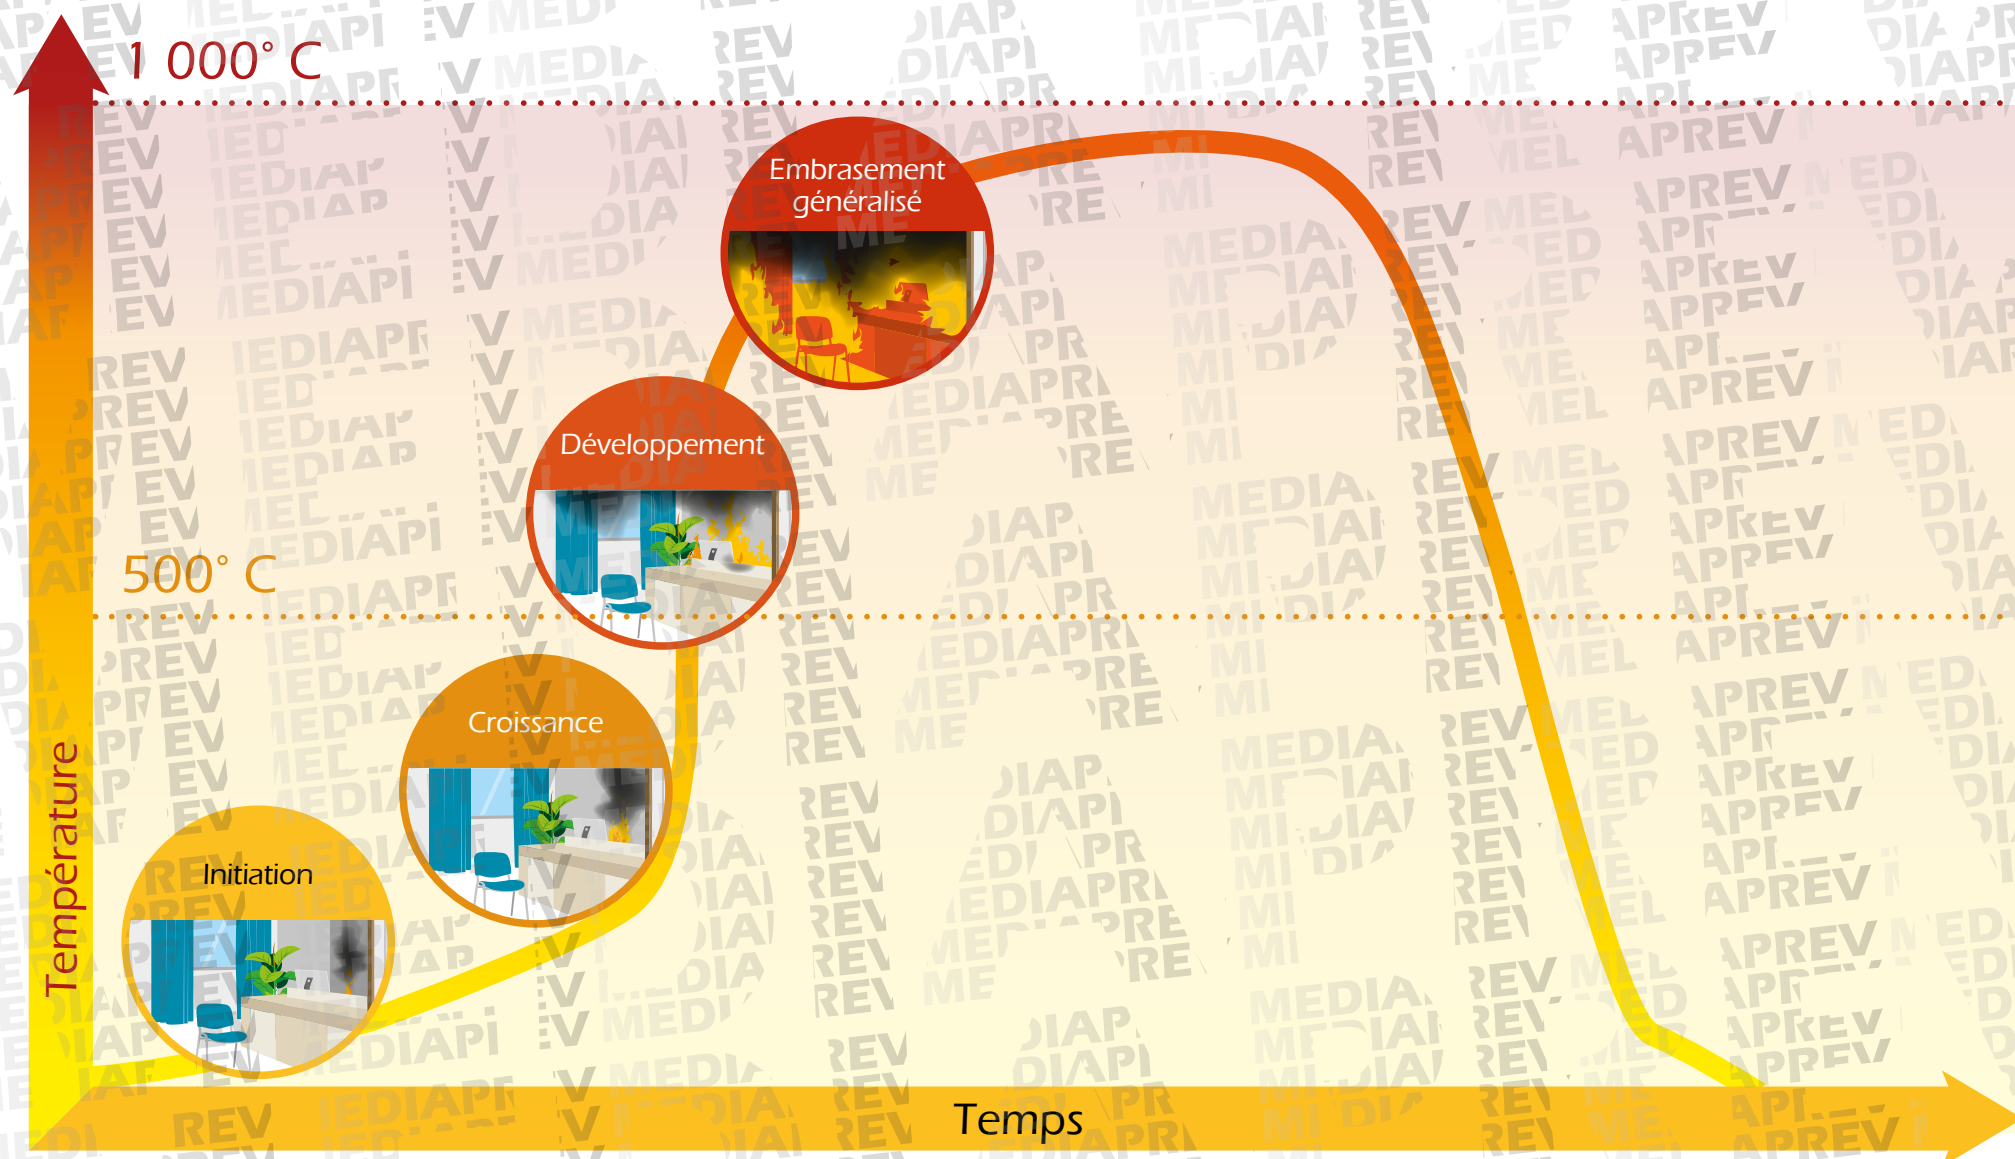 1 000° C
Embrasement
généralisé
Développement
500° C
Croissance
Initiation
Température
Temps